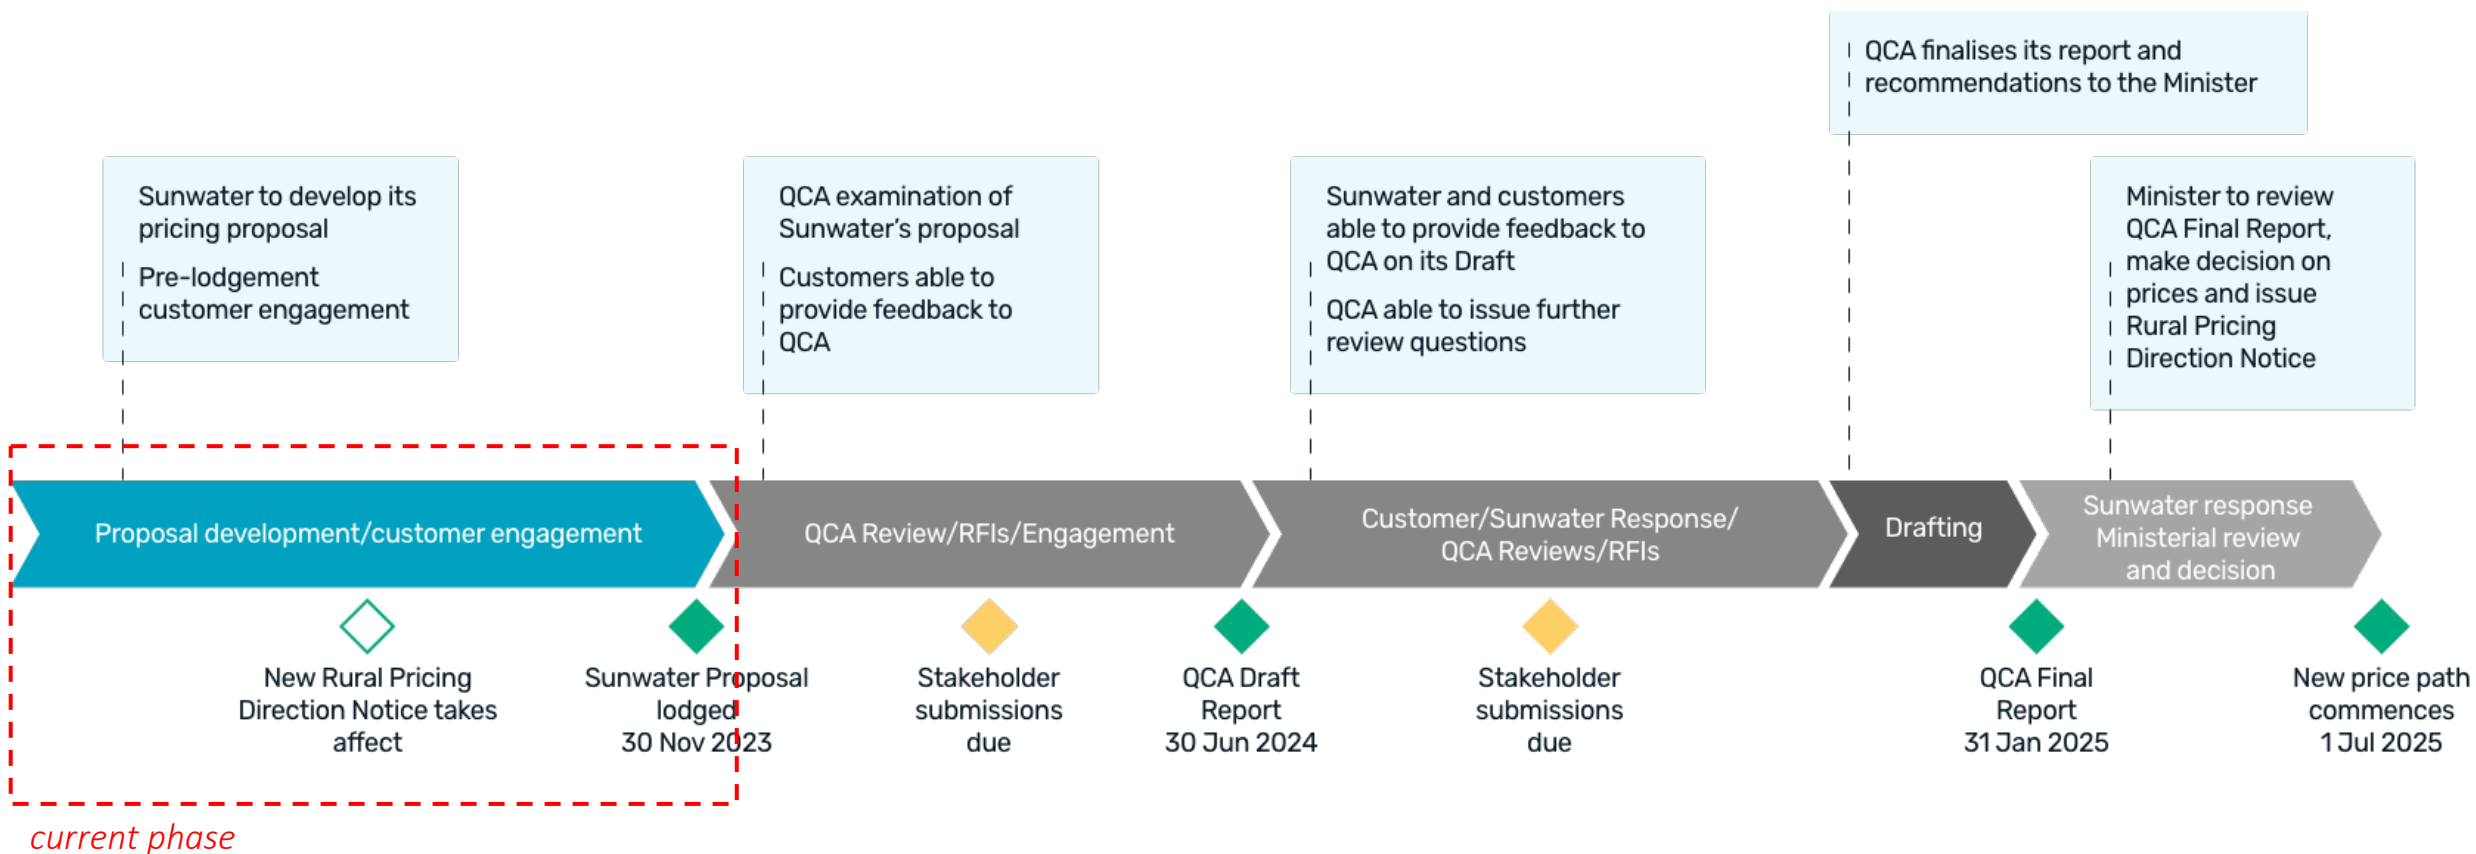 QCA finalises its report and
recommendations to the Minister
Sunwater to develop its
pricing proposal
Pre-lodgement
customer engagement
QCA examination of
Sunwater's proposal
Customers able to
provide feedback to
QCA
Sunwater and customers
able to provide feedback to
QCA on its Draft
QCA able to issue further
review questions
Minister to review
QCA Final Report,
make decision on
prices and issue
Rural Pricing
Direction Notice
Proposal development/customer engagement
QCA Review/RFIs/Engagement
Customer/Sunwater Response/
QCA Reviews/RFIs
Drafting
Sunwater response
Ministerial review
and decision
New Rural Pricing
Direction Notice takes
affect
Sunwater Proposal
lodged
30 Nov 2023
Stakeholder
submissions
due
QCA Draft
Report
30 Jun 2024
Stakeholder
submissions
due
QCA Final
Report
31 Jan 2025
New price path
commences
1 Jul 2025
current phase